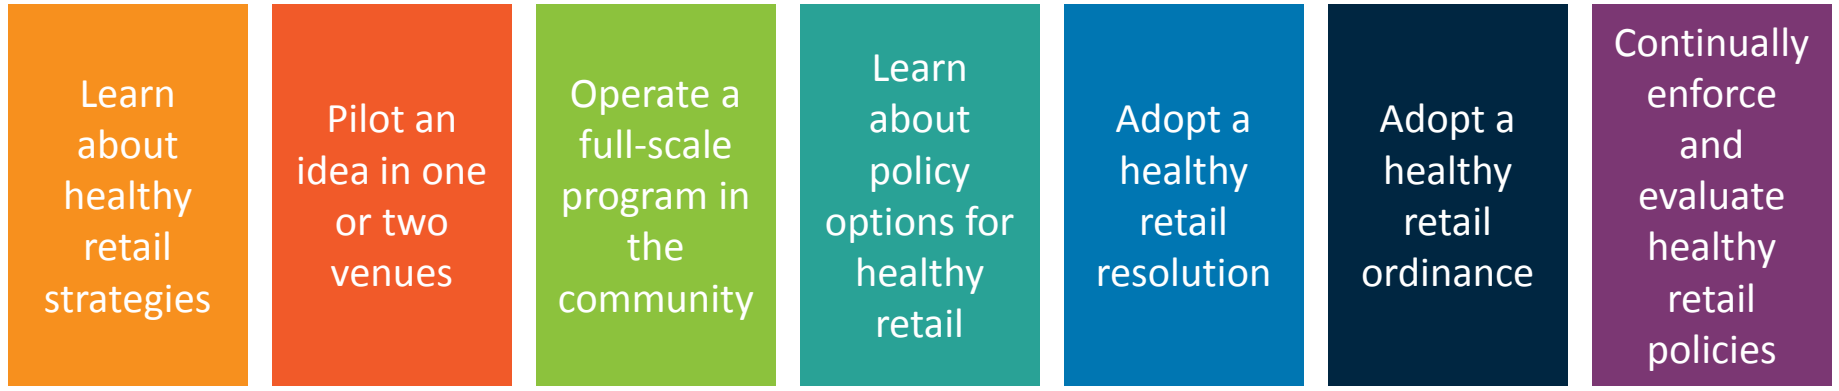 Learn
about
healthy
retail
strategies
Pilot an
idea in one
or two
venues
Operate a
full-scale
program in
the
community
Learn
about
policy
options for
healthy
retail
Adopt a
healthy
retail
resolution
Adopt a
healthy
retail
ordinance
Continually
enforce
and
evaluate
healthy
retail
policies